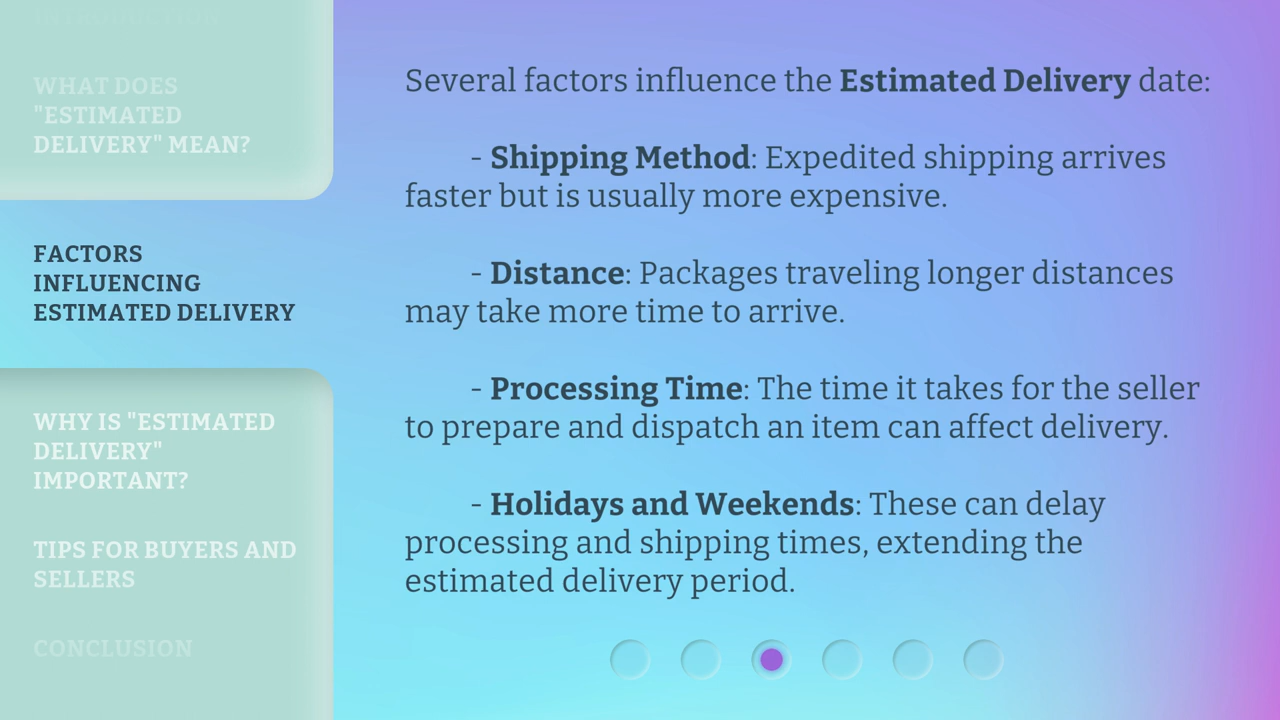 WHAT DOES
"ESTIMATED
DELIVERY" MEAN?
FACTORS
INFLUENCING
ESTIMATED DELIVERY
WHY IS "ESTIMATED
DELIVERY"
IMPORTANT?
TIPS FOR BUYERS AND
SELLERS
CONCLUSION
Several factors influence the Estimated Delivery date:
- Shipping Method: Expedited shipping arrives
faster but is usually more expensive.
- Distance: Packages traveling longer distances
may take more time to arrive.
- Processing Time: The time it takes for the seller
to prepare and dispatch an item can affect delivery.
- Holidays and Weekends: These can delay
processing and shipping times, extending the
estimated delivery period.